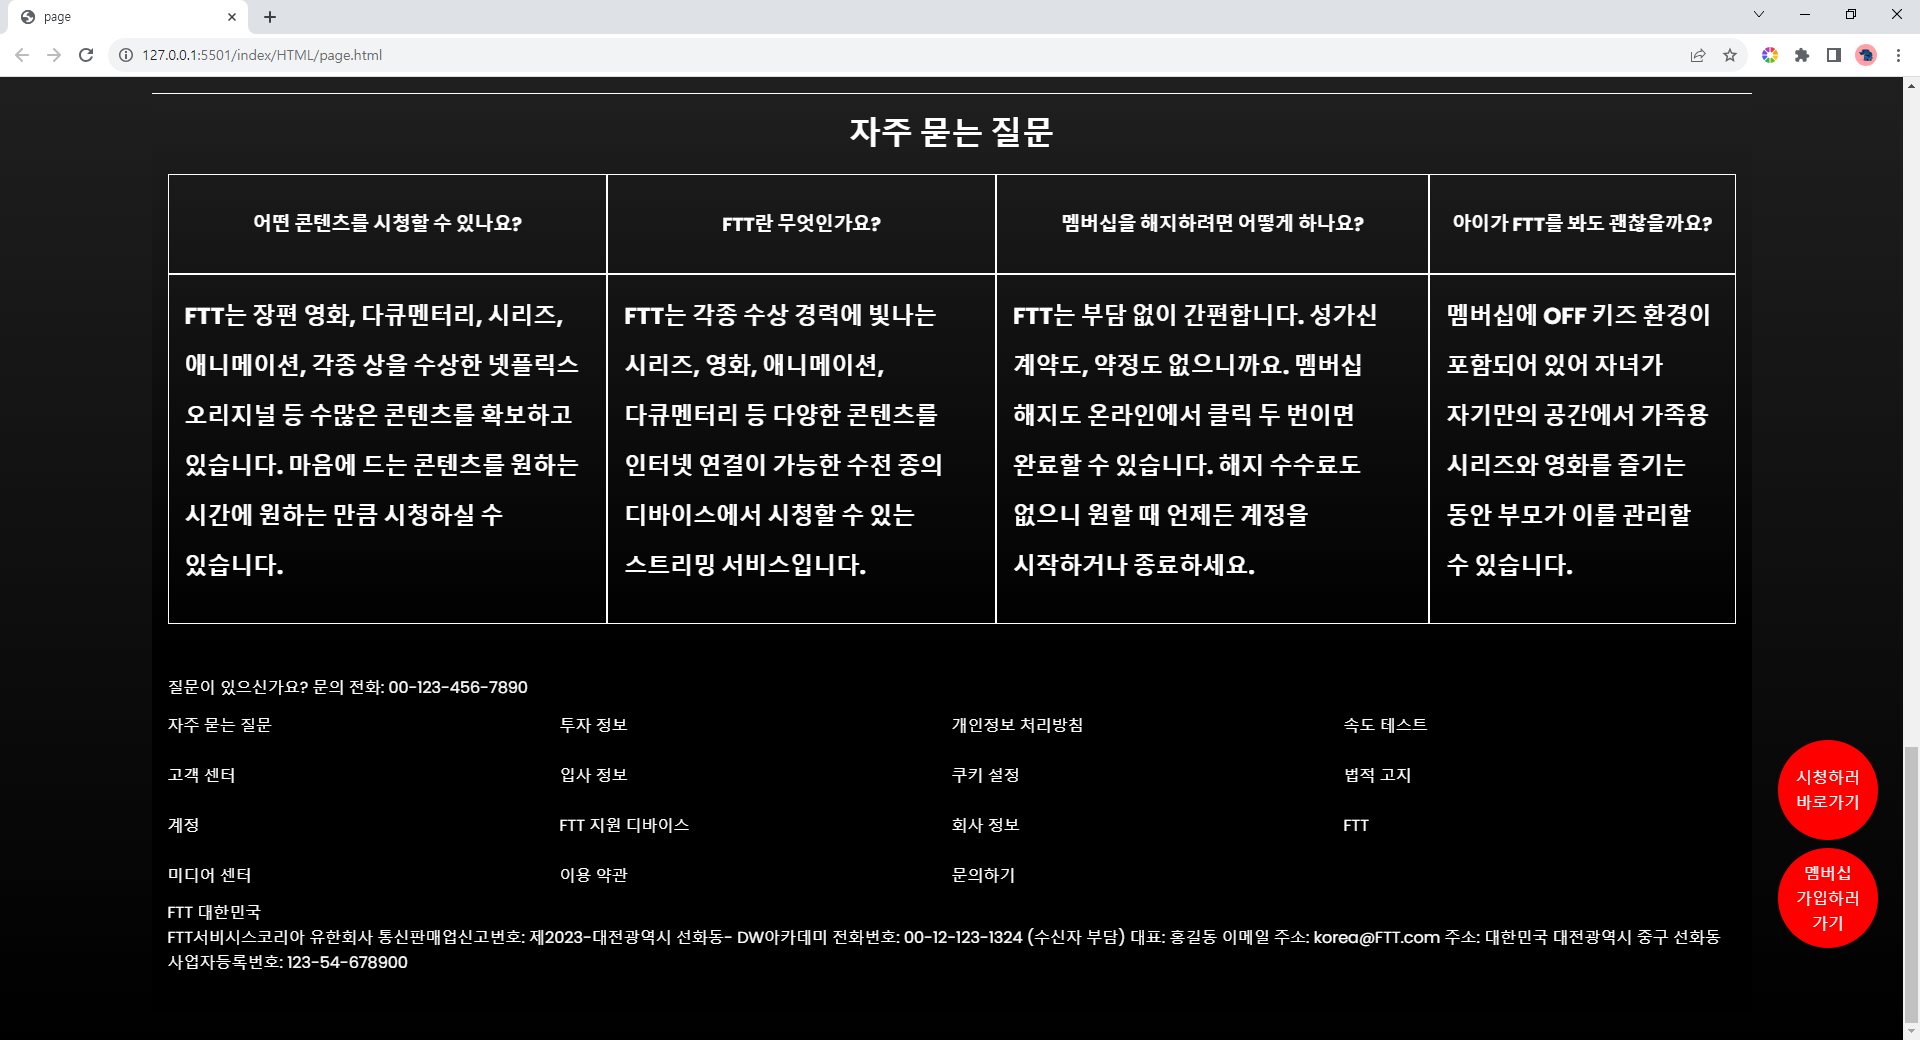 page
127.0.0.1:5501/index/HTML/page.html
자주 묻는 질문
어떤 콘텐츠를 시청할 수 있나요?
FTT란 무엇인가요?
멤버십을 해지하려면 어떻게 하나요?
아이가 FTT를 봐도 괜찮을까요?
FTT는 장편 영화, 다큐멘터리, 시리즈,
애니메이션, 각종 상을 수상한 넷플릭스
오리지널 등 수많은 콘텐츠를 확보하고
있습니다. 마음에 드는 콘텐츠를 원하는
시간에 원하는 만큼 시청하실 수
있습니다.
FTT는 각종 수상 경력에 빛나는
시리즈, 영화, 애니메이션,
다큐멘터리 등 다양한 콘텐츠를
인터넷 연결이 가능한 수천 종의
디바이스에서 시청할 수 있는
스트리밍 서비스입니다.
FTT는 부담 없이 간편합니다. 성가신
계약도, 약정도 없으니까요. 멤버십
해지도 온라인에서 클릭 두 번이면
완료할 수 있습니다. 해지 수수료도
없으니 원할 때 언제든 계정을
시작하거나 종료하세요.
멤버십에 OFF 키즈 환경이
포함되어 있어 자녀가
자기만의 공간에서 가족용
시리즈와 영화를 즐기는
동안 부모가 이를 관리할
수 있습니다.
질문이 있으신가요? 문의 전화: 00-123-456-7890
자주 묻는 질문
투자 정보
개인정보 처리방침
속도 테스트
고객 센터
입사 정보
쿠키 설정
법적 고지
계정
FTT 지원 디바이스
회사 정보
FTT
미디어 센터
이용 약관
문의하기
시청하러
바로가기
멤버십
가입하러
가기
FTT 대한민국
FTT서비시스코리아 유한회사 통신판매업신고번호: 제2023-대전광역시 선화동- DW아카데미 전화번호: 00-12-123-1324 (수신자 부담) 대표: 홍길동 이메일 주소: korea@FTT.com 주소: 대한민국 대전광역시 중구 선화동
사업자등록번호: 123-54-678900